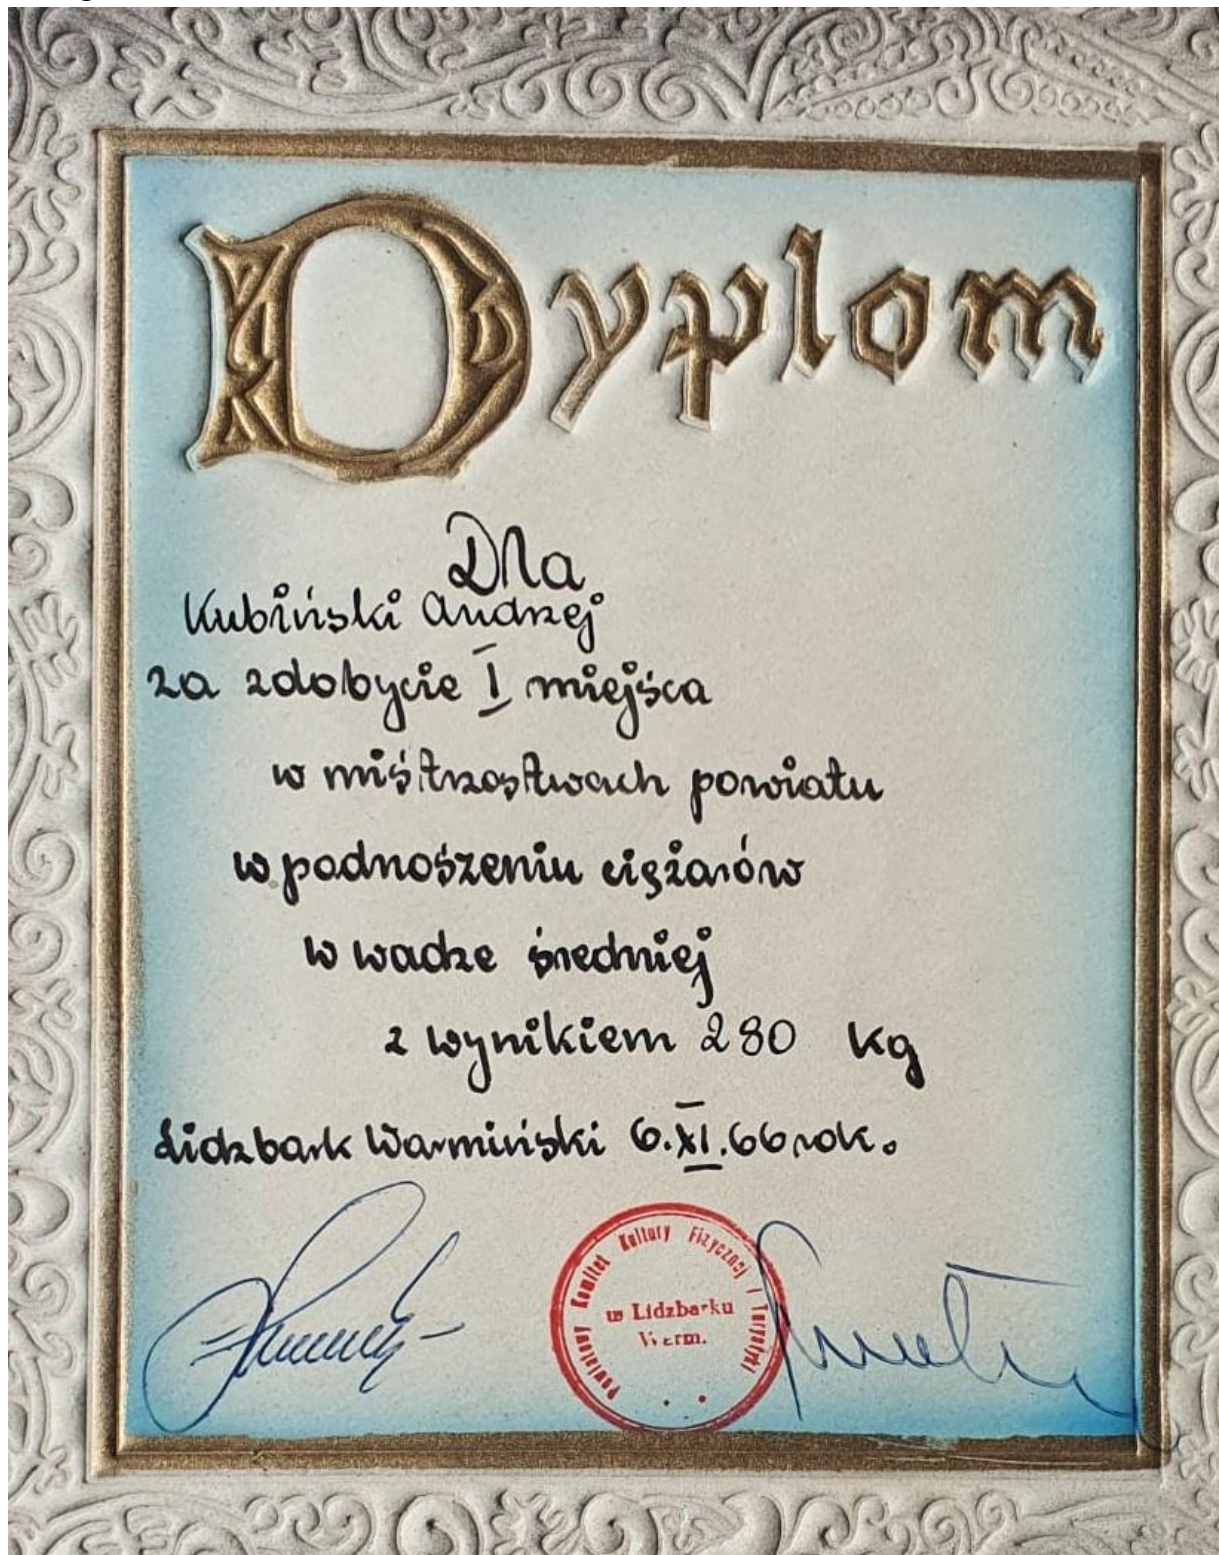 Dyplom
Dla
Kubiński Andrzej
za zdobycie I miejsca
w mistrzostwach powiatu
w podnoszeniu ciężarów
w wadze średniej
z wynikiem 280 kg
Lidzbark Warmiński 6.XI.66 rok.
Powiatowy Komitet Kultury Fizycznej i Turystyki
w Lidzbarku
Warm.